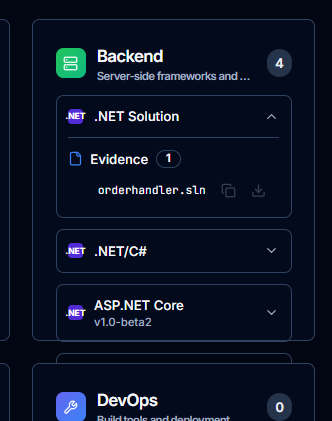 Backend
4
Server-side frameworks and ...
.NET
.NET Solution
Evidence
1
orderhandler.sln
.NET
.NET/C#
.NET
ASP.NET Core
v1.0-beta2
DevOps
0
Build tools and deployment